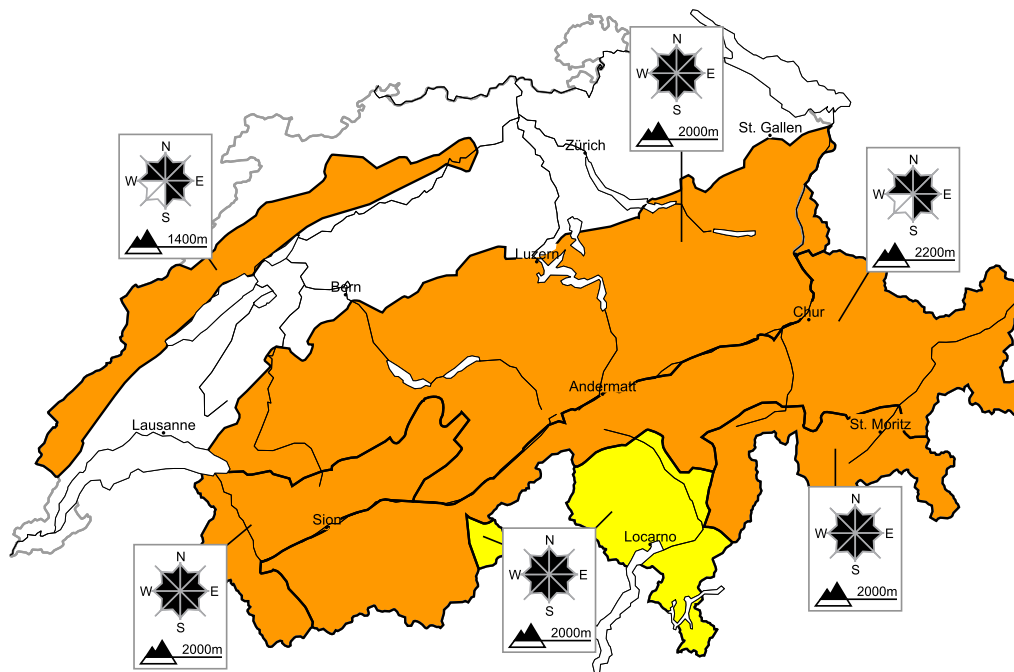 N
W E
S
2000m
St. Gallen
Zürich
N
W E
S
1400m
N
W E
S
2200m
Luzern
Bern
Chur
Andermatt
Lausanne
St. Moritz
Sion
Locarno
N
W E
S
2000m
N
W E
S
2000m
N
W E
S
2000m